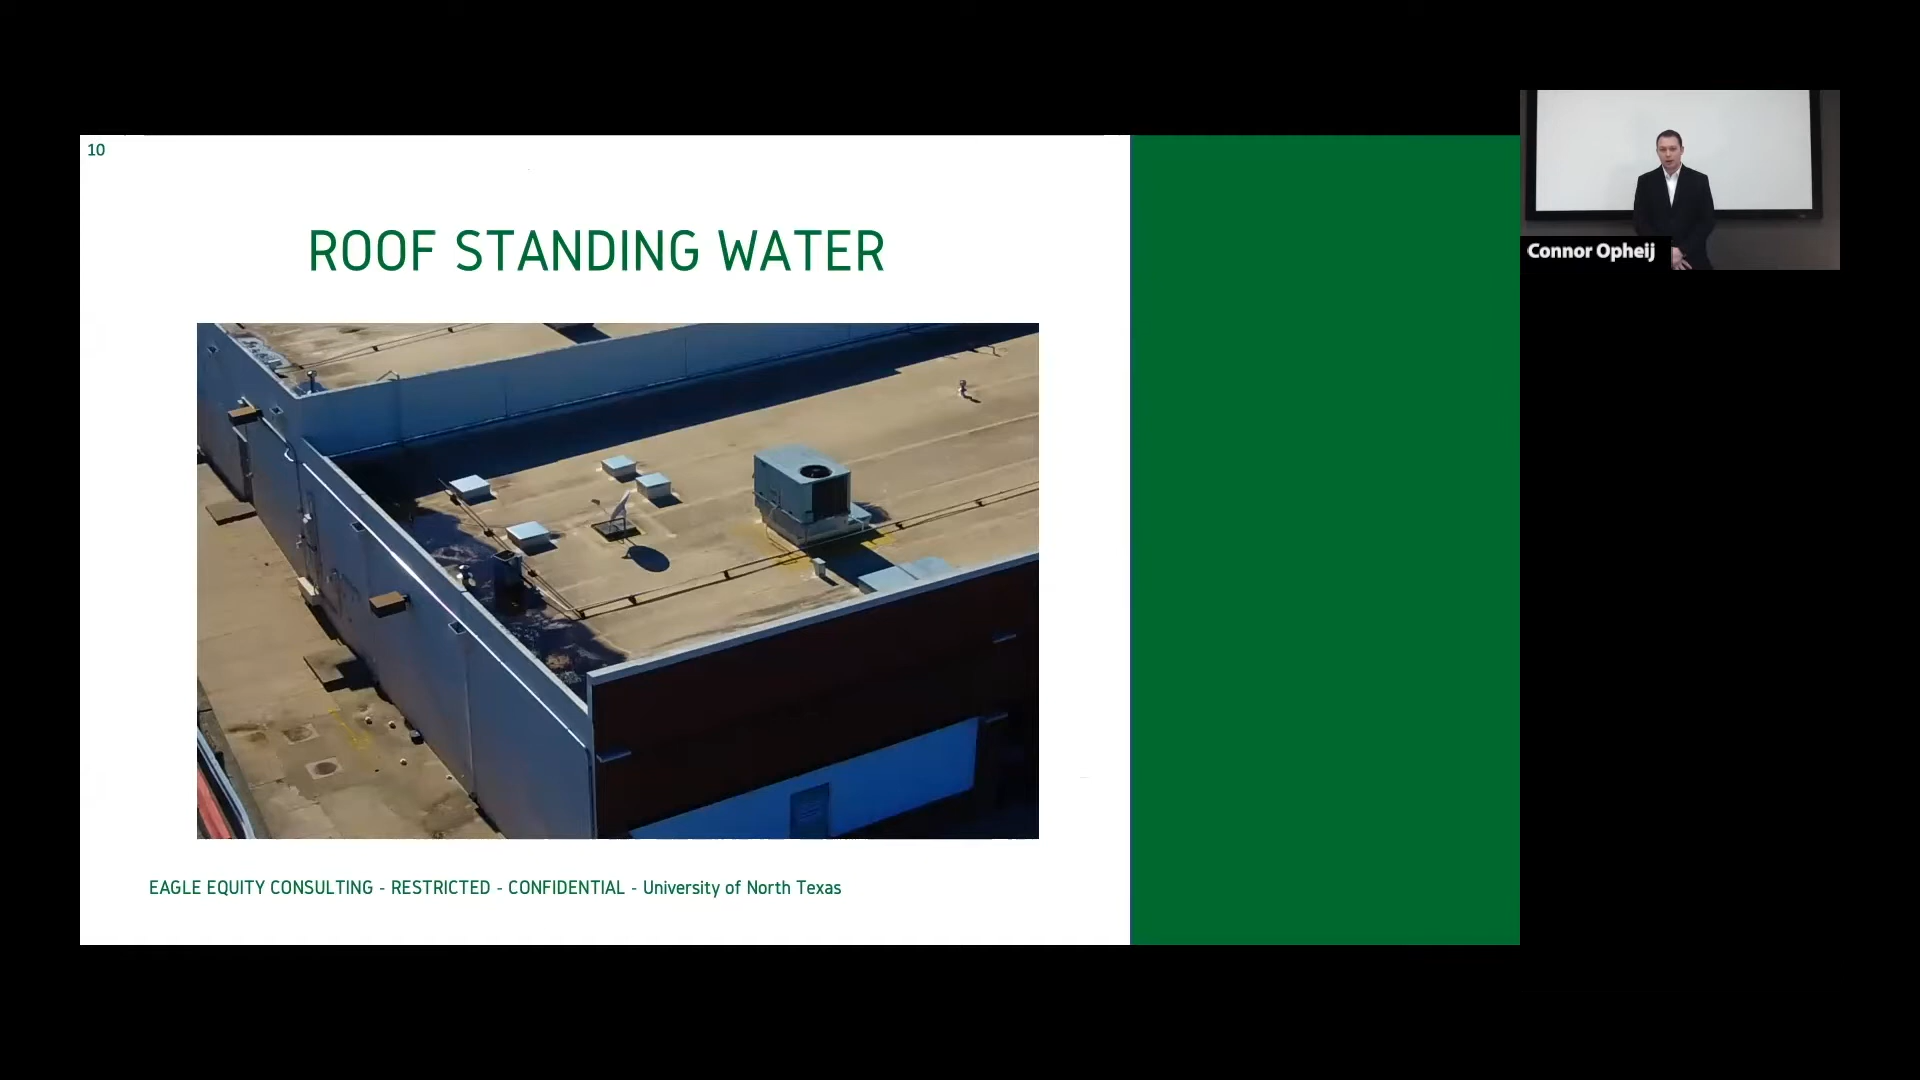 10
ROOF STANDING WATER
EAGLE EQUITY CONSULTING - RESTRICTED - CONFIDENTIAL - University of North Texas
Connor Opheij